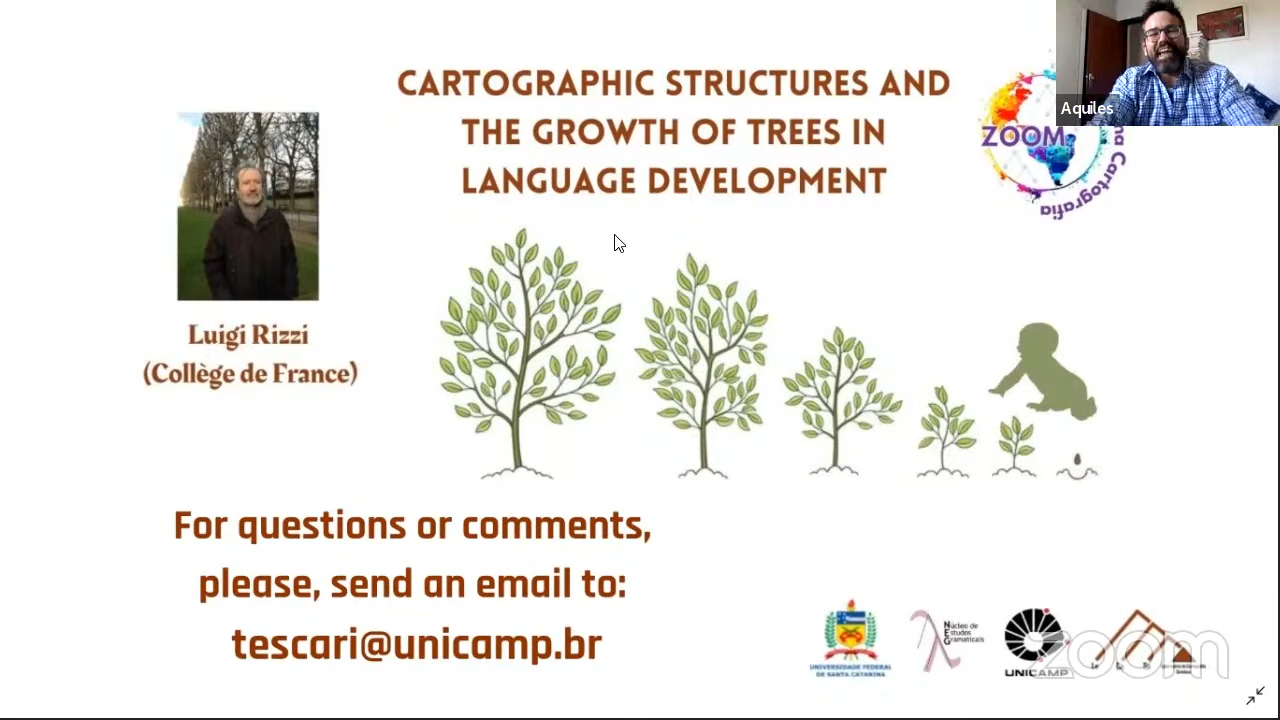 CARTOGRAPHIC STRUCTURES AND
THE GROWTH OF TREES IN
LANGUAGE DEVELOPMENT
Aquiles
ZOOM
na Cartografia
Luigi Rizzi
(Collège de France)
For questions or comments,
please, send an email to:
tescari@unicamp.br
UNIVERSIDADE FEDERAL
DE SANTA CATARINA
Núcleo de
Estudos
Gramaticais
UNICAMP
zoom